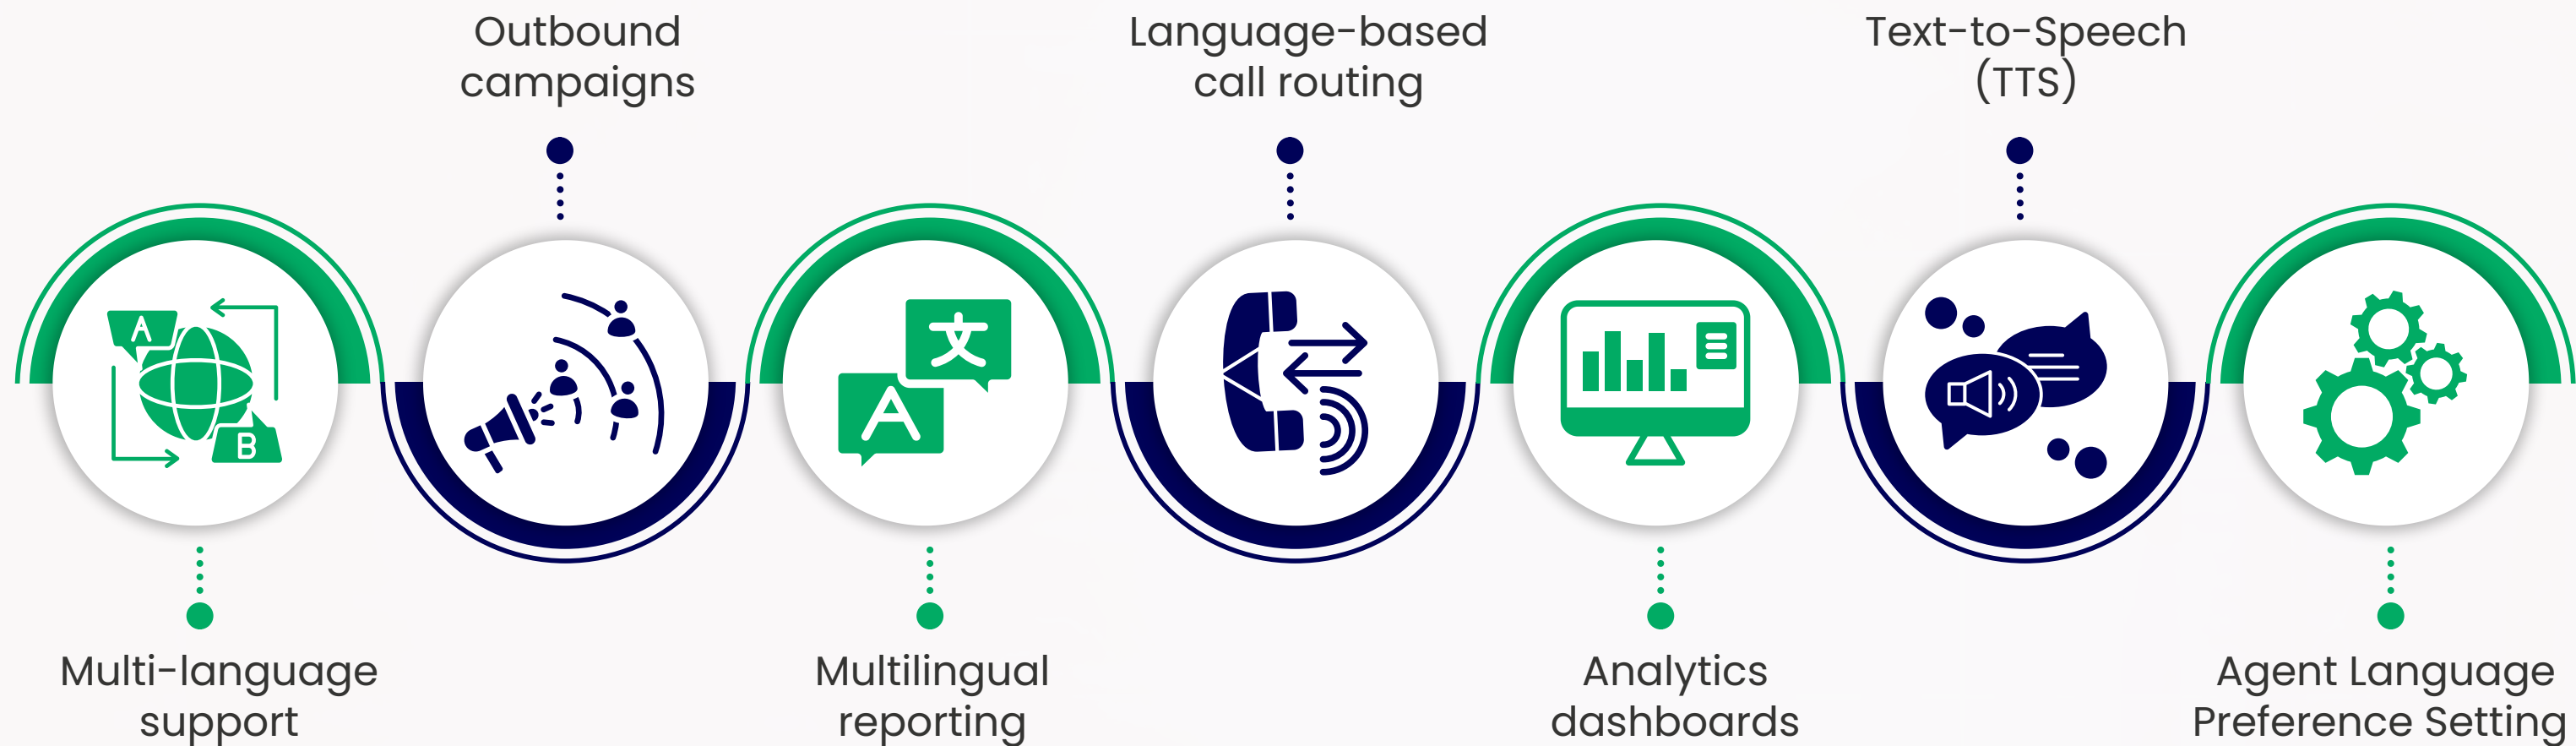 Outbound
campaigns
Language-based
call routing
Text-to-Speech
(TTS)
A
B
文
A
Multi-language
support
Multilingual
reporting
Analytics
dashboards
Agent Language
Preference Setting